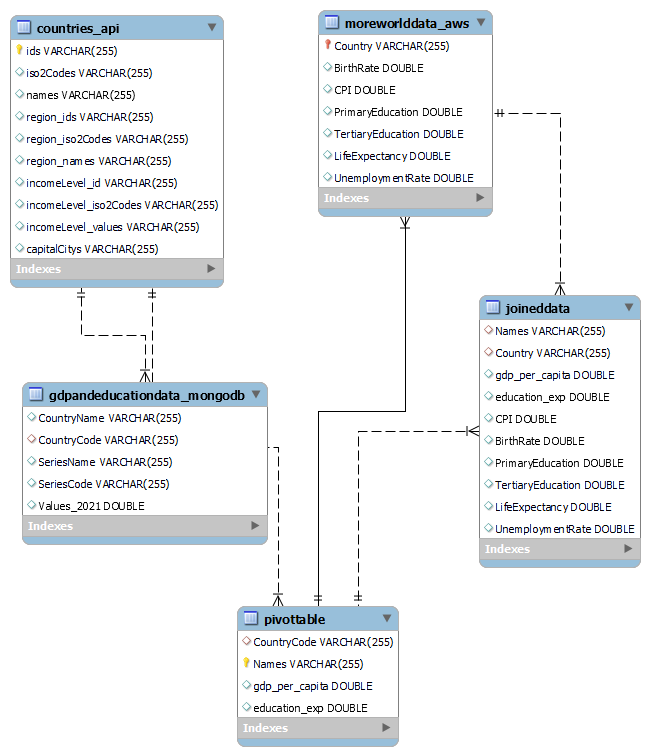 countries_api
ids VARCHAR(255)
iso2Codes VARCHAR(255)
names VARCHAR(255)
region_ids VARCHAR(255)
region_iso2Codes VARCHAR(255)
region_names VARCHAR(255)
incomeLevel_id VARCHAR(255)
incomeLevel_iso2Codes VARCHAR(255)
incomeLevel_values VARCHAR(255)
capitalCitys VARCHAR(255)
Indexes
moreworlddata_aws
Country VARCHAR(255)
BirthRate DOUBLE
CPI DOUBLE
PrimaryEducation DOUBLE
TertiaryEducation DOUBLE
LifeExpectancy DOUBLE
UnemploymentRate DOUBLE
Indexes
joineddata
Names VARCHAR(255)
Country VARCHAR(255)
gdp_per_capita DOUBLE
education_exp DOUBLE
CPI DOUBLE
BirthRate DOUBLE
PrimaryEducation DOUBLE
TertiaryEducation DOUBLE
LifeExpectancy DOUBLE
UnemploymentRate DOUBLE
Indexes
gdpandeducationdata_mongodb
CountryName VARCHAR(255)
CountryCode VARCHAR(255)
SeriesName VARCHAR(255)
SeriesCode VARCHAR(255)
Values_2021 DOUBLE
Indexes
pivottable
CountryCode VARCHAR(255)
Names VARCHAR(255)
gdp_per_capita DOUBLE
education_exp DOUBLE
Indexes